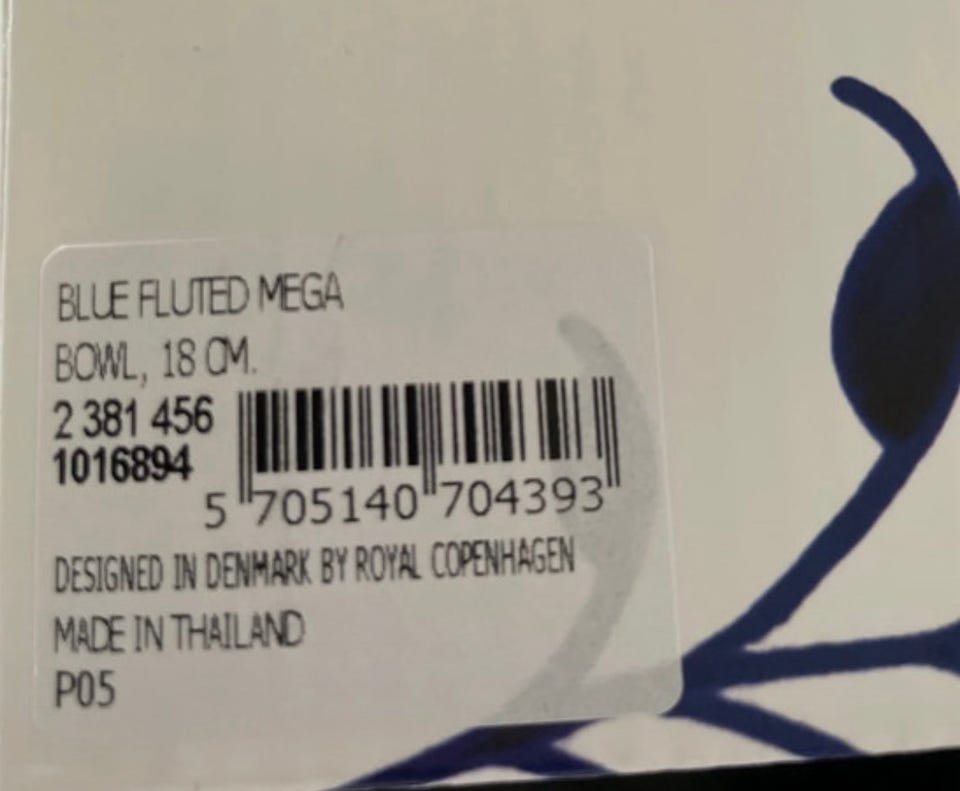 BLUE FLUTED MEGA
BOWL, 18 CM.
2 381 456
1016894
5 705140 704393
DESIGNED IN DENMARK BY ROYAL COPENHAGEN
MADE IN THAILAND
P05